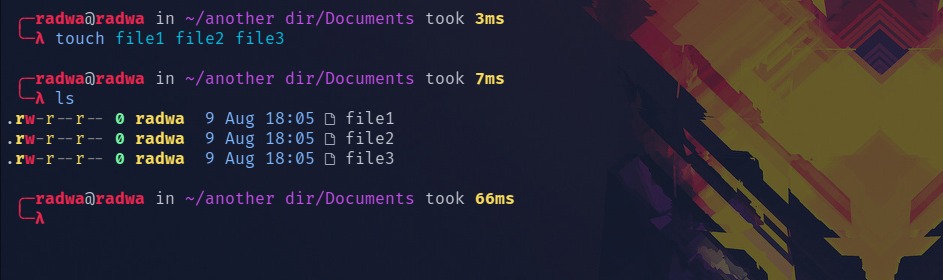 ╭─radwa@radwa in ~/another dir/Documents took 3ms
╰─λ touch file1 file2 file3
╭─radwa@radwa in ~/another dir/Documents took 7ms
╰─λ ls
.rw-r--r-- 0 radwa 9 Aug 18:05 file1
.rw-r--r-- 0 radwa 9 Aug 18:05 file2
.rw-r--r-- 0 radwa 9 Aug 18:05 file3
╭─radwa@radwa in ~/another dir/Documents took 66ms
╰─λ